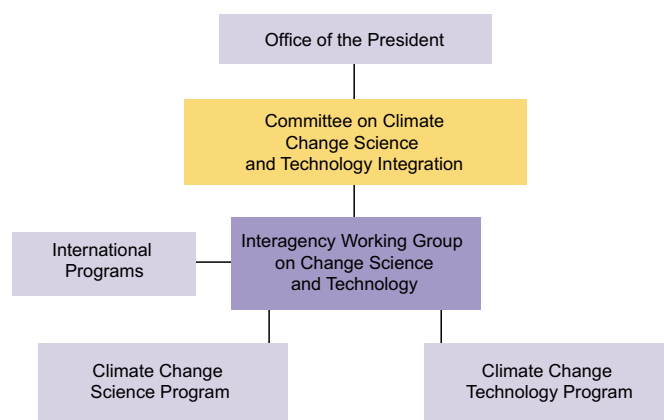 Office of the President
Committee on Climate
Change Science
and Technology Integration
Interagency Working Group
on Change Science
and Technology
International
Programs
Climate Change
Science Program
Climate Change
Technology Program